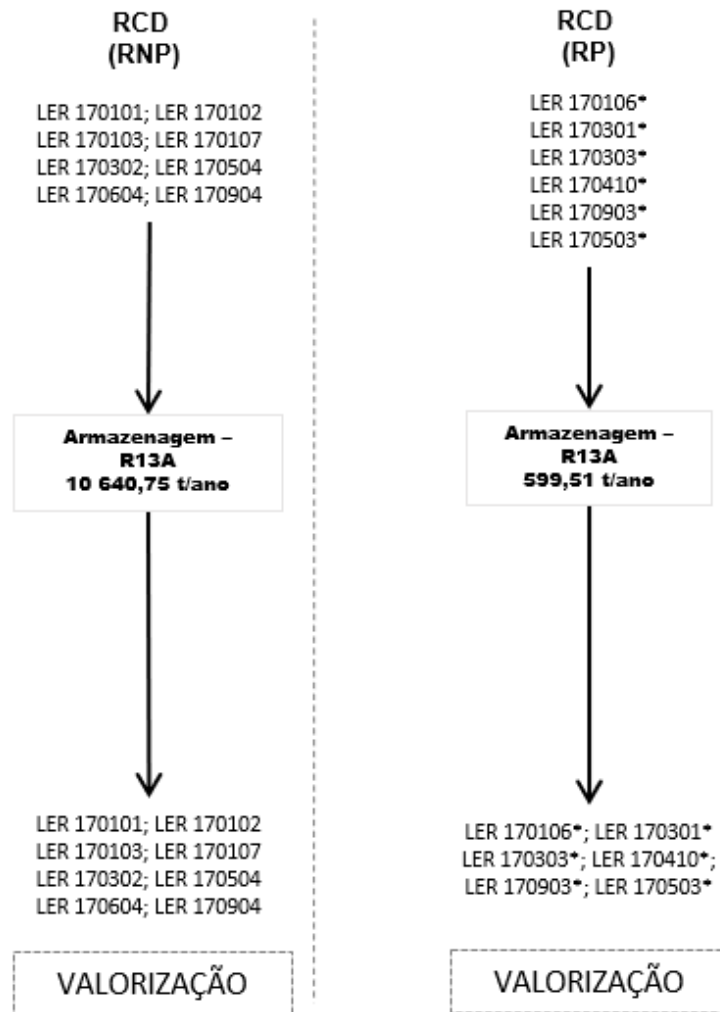 RCD
(RNP)
LER 170101; LER 170102
LER 170103; LER 170107
LER 170302; LER 170504
LER 170604; LER 170904
Armazenagem –
R13A
10 640,75 t/ano
LER 170101; LER 170102
LER 170103; LER 170107
LER 170302; LER 170504
LER 170604; LER 170904
VALORIZAÇÃO
RCD
(RP)
LER 170106*
LER 170301*
LER 170303*
LER 170410*
LER 170903*
LER 170503*
Armazenagem –
R13A
599,51 t/ano
LER 170106*; LER 170301*
LER 170303*; LER 170410*;
LER 170903*; LER 170503*
VALORIZAÇÃO